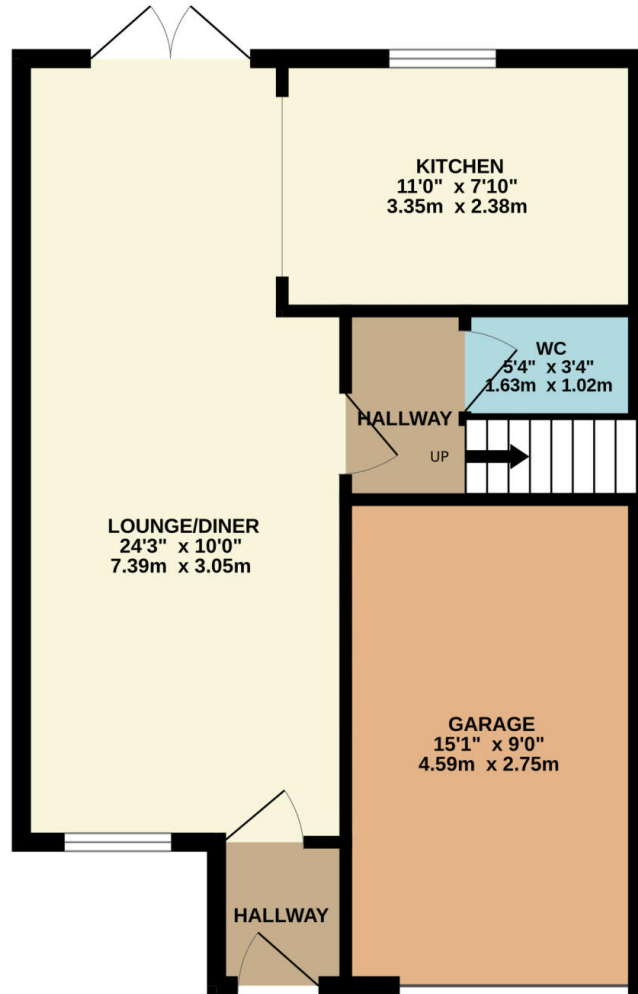 KITCHEN
11'0" x 7'10"
3.35m x 2.38m
WC
5'4" x 3'4"
1.63m x 1.02m
HALLWAY
UP
LOUNGE/DINER
24'3" x 10'0"
7.39m x 3.05m
GARAGE
15'1" x 9'0"
4.59m x 2.75m
HALLWAY